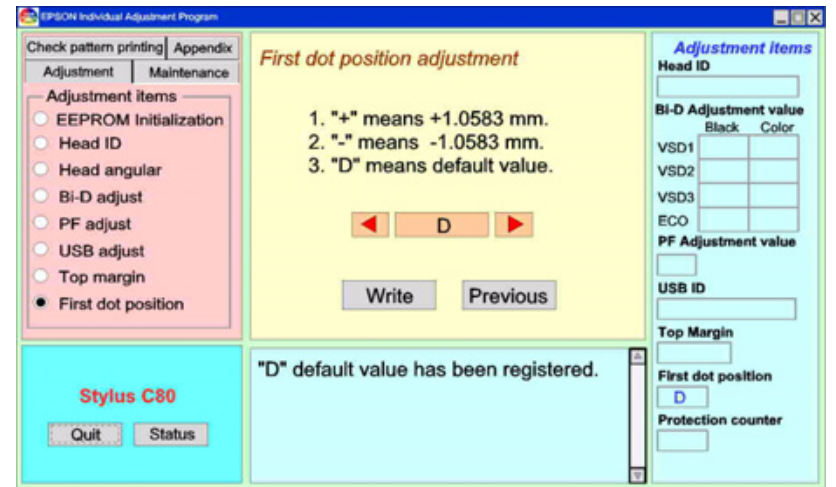 EPSON Individual Adjustment Program
Check pattern printing Appendix
Adjustment Maintenance
Adjustment items
EEPROM Initialization
Head ID
Head angular
Bi-D adjust
PF adjust
USB adjust
Top margin
First dot position
First dot position adjustment
1. "+" means +1.0583 mm.
2. "-" means -1.0583 mm.
3. "D" means default value.
D
Write Previous
Stylus C80
Quit Status
"D" default value has been registered.
Adjustment items
Head ID
Bi-D Adjustment value
Black Color
VSD1
VSD2
VSD3
ECO
PF Adjustment value
USB ID
Top Margin
First dot position
D
Protection counter